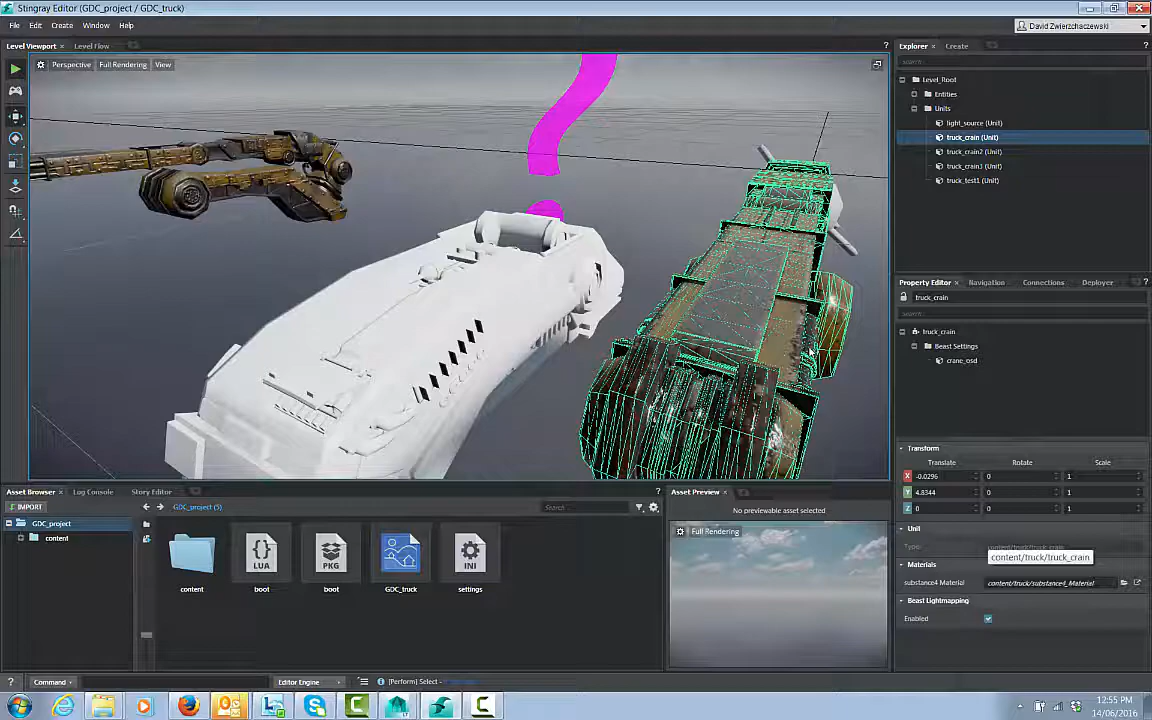 Stingray Editor (GDC_project / GDC_truck)
File Edit Create Window Help
David Zwierzchaczewski
Level Viewport x Level Flow
?
Explorer x Create
?
Perspective Full Rendering View
Level_Root
Entities
Units
light_source (Unit)
truck_crain (Unit)
truck_crain2 (Unit)
truck_crain3 (Unit)
truck_test1 (Unit)
Property Editor x Navigation Connections Deployer
?
truck_crain
truck_crain
Beast Settings
crane_osd
Transform
Translate Rotate Scale
X -0.0296 0 1
Y 4.8344 0 1
Z 0 0 1
Unit
Type:
content/truck/truck_crain
Materials
substance4 Material content/truck/substance4_Material
Beast Lightmapping
Enabled
Asset Browser x Log Console Story Editor
?
IMPORT
GDC_project (5)
Search...
GDC_project
content
LUA
PKG
INI
content
boot
boot
GDC_truck
settings
Asset Preview x
No previewable asset selected
Full Rendering
? Command
Editor Engine
[Perform] Select -
12:55 PM
14/06/2016